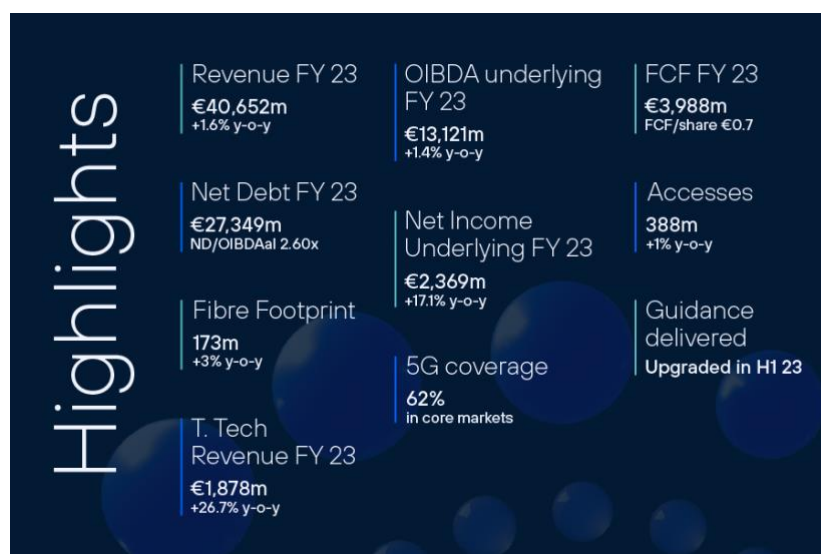 Highlights
Revenue FY 23
€40,652m
+1.6% y-o-y
Net Debt FY 23
€27,349m
ND/OIBDAal 2.60x
Fibre Footprint
173m
+3% y-o-y
T. Tech
Revenue FY 23
€1,878m
+26.7% y-o-y
OIBDA underlying
FY 23
€13,121m
+1.4% y-o-y
Net Income
Underlying FY 23
€2,369m
+17.1% y-o-y
5G coverage
62%
in core markets
FCF FY 23
€3,988m
FCF/share €0.7
Accesses
388m
+1% y-o-y
Guidance
delivered
Upgraded in H1 23